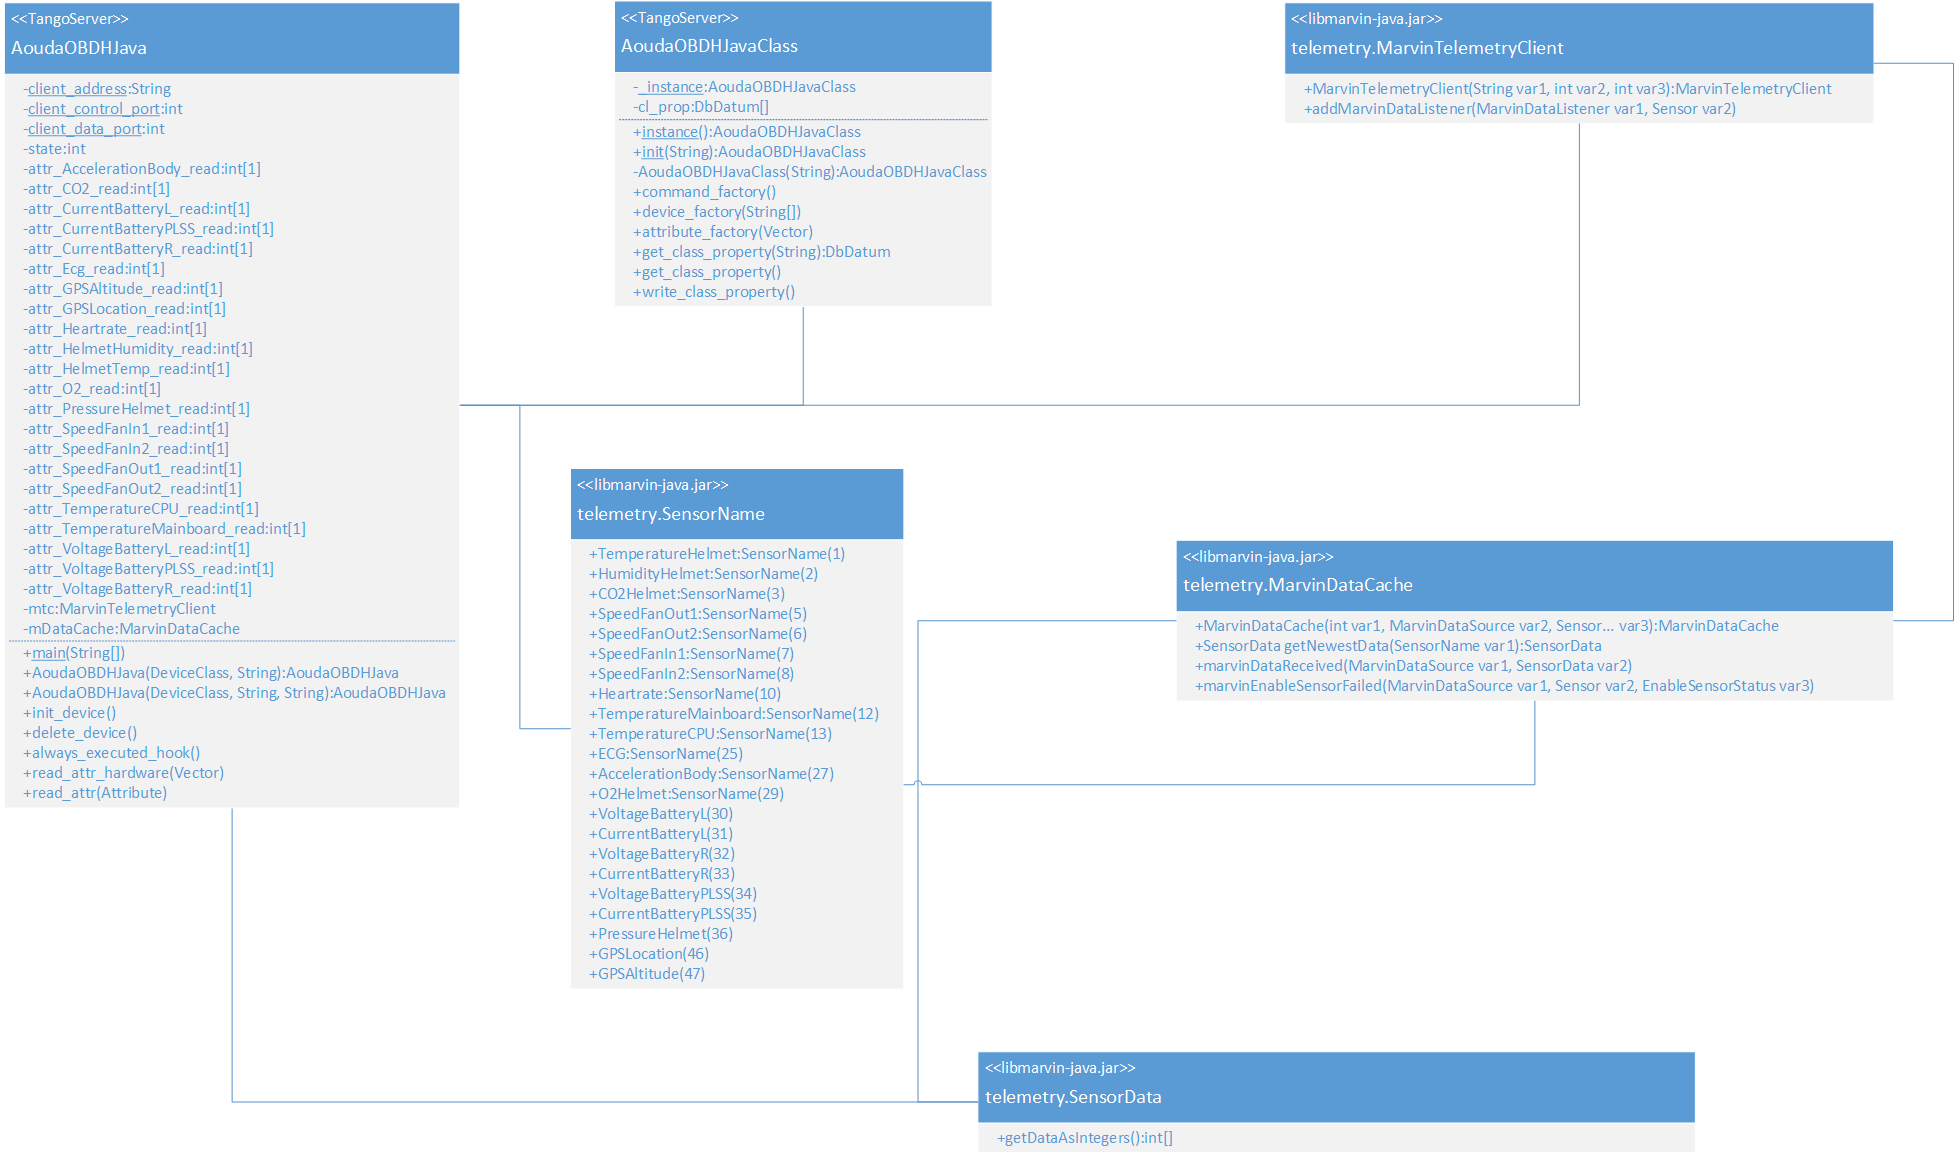 <<TangoServer>>
AoudaOBDHJava
-client_address:String
-client_control_port:int
-client_data_port:int
-state:int
-attr_AccelerationBody_read:int[1]
-attr_CO2_read:int[1]
-attr_CurrentBatteryL_read:int[1]
-attr_CurrentBatteryPLSS_read:int[1]
-attr_CurrentBatteryR_read:int[1]
-attr_Ecg_read:int[1]
-attr_GPSAltitude_read:int[1]
-attr_GPSLocation_read:int[1]
-attr_Heartrate_read:int[1]
-attr_HelmetHumidity_read:int[1]
-attr_HelmetTemp_read:int[1]
-attr_O2_read:int[1]
-attr_PressureHelmet_read:int[1]
-attr_SpeedFanIn1_read:int[1]
-attr_SpeedFanIn2_read:int[1]
-attr_SpeedFanOut1_read:int[1]
-attr_SpeedFanOut2_read:int[1]
-attr_TemperatureCPU_read:int[1]
-attr_TemperatureMainboard_read:int[1]
-attr_VoltageBatteryL_read:int[1]
-attr_VoltageBatteryPLSS_read:int[1]
-attr_VoltageBatteryR_read:int[1]
-mtc:MarvinTelemetryClient
-mDataCache:MarvinDataCache
+main(String[])
+AoudaOBDHJava(DeviceClass, String):AoudaOBDHJava
+AoudaOBDHJava(DeviceClass, String, String):AoudaOBDHJava
+init_device()
+delete_device()
+always_executed_hook()
+read_attr_hardware(Vector)
+read_attr(Attribute)
<<TangoServer>>
AoudaOBDHJavaClass
-_instance:AoudaOBDHJavaClass
-cl_prop:DbDatum[]
+instance():AoudaOBDHJavaClass
+init(String):AoudaOBDHJavaClass
-AoudaOBDHJavaClass(String):AoudaOBDHJavaClass
+command_factory()
+device_factory(String[])
+attribute_factory(Vector)
+get_class_property(String):DbDatum
+get_class_property()
+write_class_property()
<<libmarvin-java.jar>>
telemetry.MarvinTelemetryClient
+MarvinTelemetryClient(String var1, int var2, int var3):MarvinTelemetryClient
+addMarvinDataListener(MarvinDataListener var1, Sensor var2)
<<libmarvin-java.jar>>
telemetry.SensorName
+TemperatureHelmet:SensorName(1)
+HumidityHelmet:SensorName(2)
+CO2Helmet:SensorName(3)
+SpeedFanOut1:SensorName(5)
+SpeedFanOut2:SensorName(6)
+SpeedFanIn1:SensorName(7)
+SpeedFanIn2:SensorName(8)
+Heartrate:SensorName(10)
+TemperatureMainboard:SensorName(12)
+TemperatureCPU:SensorName(13)
+ECG:SensorName(25)
+AccelerationBody:SensorName(27)
+O2Helmet:SensorName(29)
+VoltageBatteryL(30)
+CurrentBatteryL(31)
+VoltageBatteryR(32)
+CurrentBatteryR(33)
+VoltageBatteryPLSS(34)
+CurrentBatteryPLSS(35)
+PressureHelmet(36)
+GPSLocation(46)
+GPSAltitude(47)
<<libmarvin-java.jar>>
telemetry.MarvinDataCache
+MarvinDataCache(int var1, MarvinDataSource var2, Sensor... var3):MarvinDataCache
+SensorData getNewestData(SensorName var1):SensorData
+marvinDataReceived(MarvinDataSource var1, SensorData var2)
+marvinEnableSensorFailed(MarvinDataSource var1, Sensor var2, EnableSensorStatus var3)
<<libmarvin-java.jar>>
telemetry.SensorData
+getDataAsIntegers():int[]